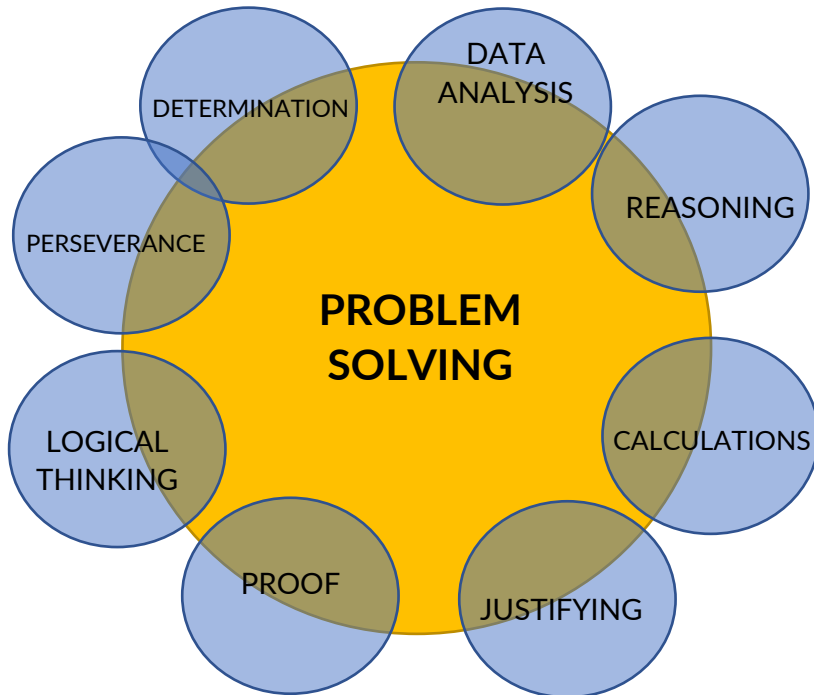 DATA
ANALYSIS
DETERMINATION
REASONING
PERSEVERANCE
PROBLEM
SOLVING
LOGICAL
THINKING
CALCULATIONS
PROOF
JUSTIFYING